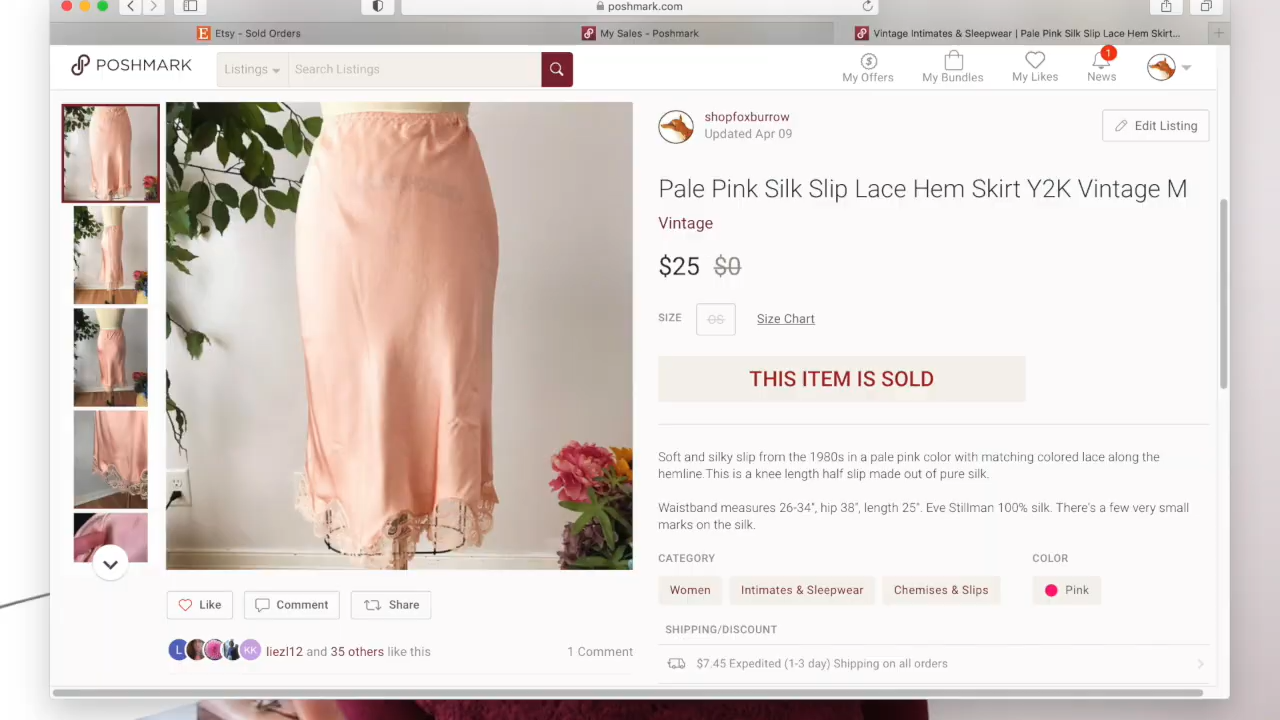 poshmark.com
Etsy - Sold Orders
My Sales - Poshmark
Vintage Intimates & Sleepwear | Pale Pink Silk Slip Lace Hem Skirt...
POSHMARK
Listings
Search Listings
My Offers
My Bundles
My Likes
1
News
shopfoxburrow
Updated Apr 09
Edit Listing
Pale Pink Silk Slip Lace Hem Skirt Y2K Vintage M
Vintage
$25 $0
SIZE
OS
Size Chart
THIS ITEM IS SOLD
Soft and silky slip from the 1980s in a pale pink color with matching colored lace along the
hemline.This is a knee length half slip made out of pure silk.
Waistband measures 26-34", hip 38", length 25". Eve Stillman 100% silk. There's a few very small
marks on the silk.
CATEGORY
COLOR
Women
Intimates & Sleepwear
Chemises & Slips
Pink
SHIPPING/DISCOUNT
$7.45 Expedited (1-3 day) Shipping on all orders
Like
Comment
Share
L
KK
liezl12 and 35 others like this
1 Comment